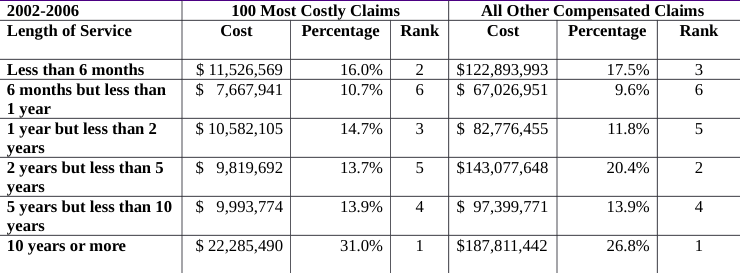 2002-2006 100 Most Costly Claims All Other Compensated Claims
Length of Service Cost Percentage Rank Cost Percentage Rank
Less than 6 months $ 11,526,569 16.0% 2 $122,893,993 17.5% 3
6 months but less than $ 7,667,941 10.7% 6 $ 67,026,951 9.6% 6
1 year
1 year but less than 2 $ 10,582,105 14.7% 3 $ 82,776,455 11.8% 5
years
2 years but less than 5 $ 9,819,692 13.7% 5 $143,077,648 20.4% 2
years
5 years but less than 10 $ 9,993,774 13.9% 4 $ 97,399,771 13.9% 4
years
10 years or more $ 22,285,490 31.0% 1 $187,811,442 26.8% 1